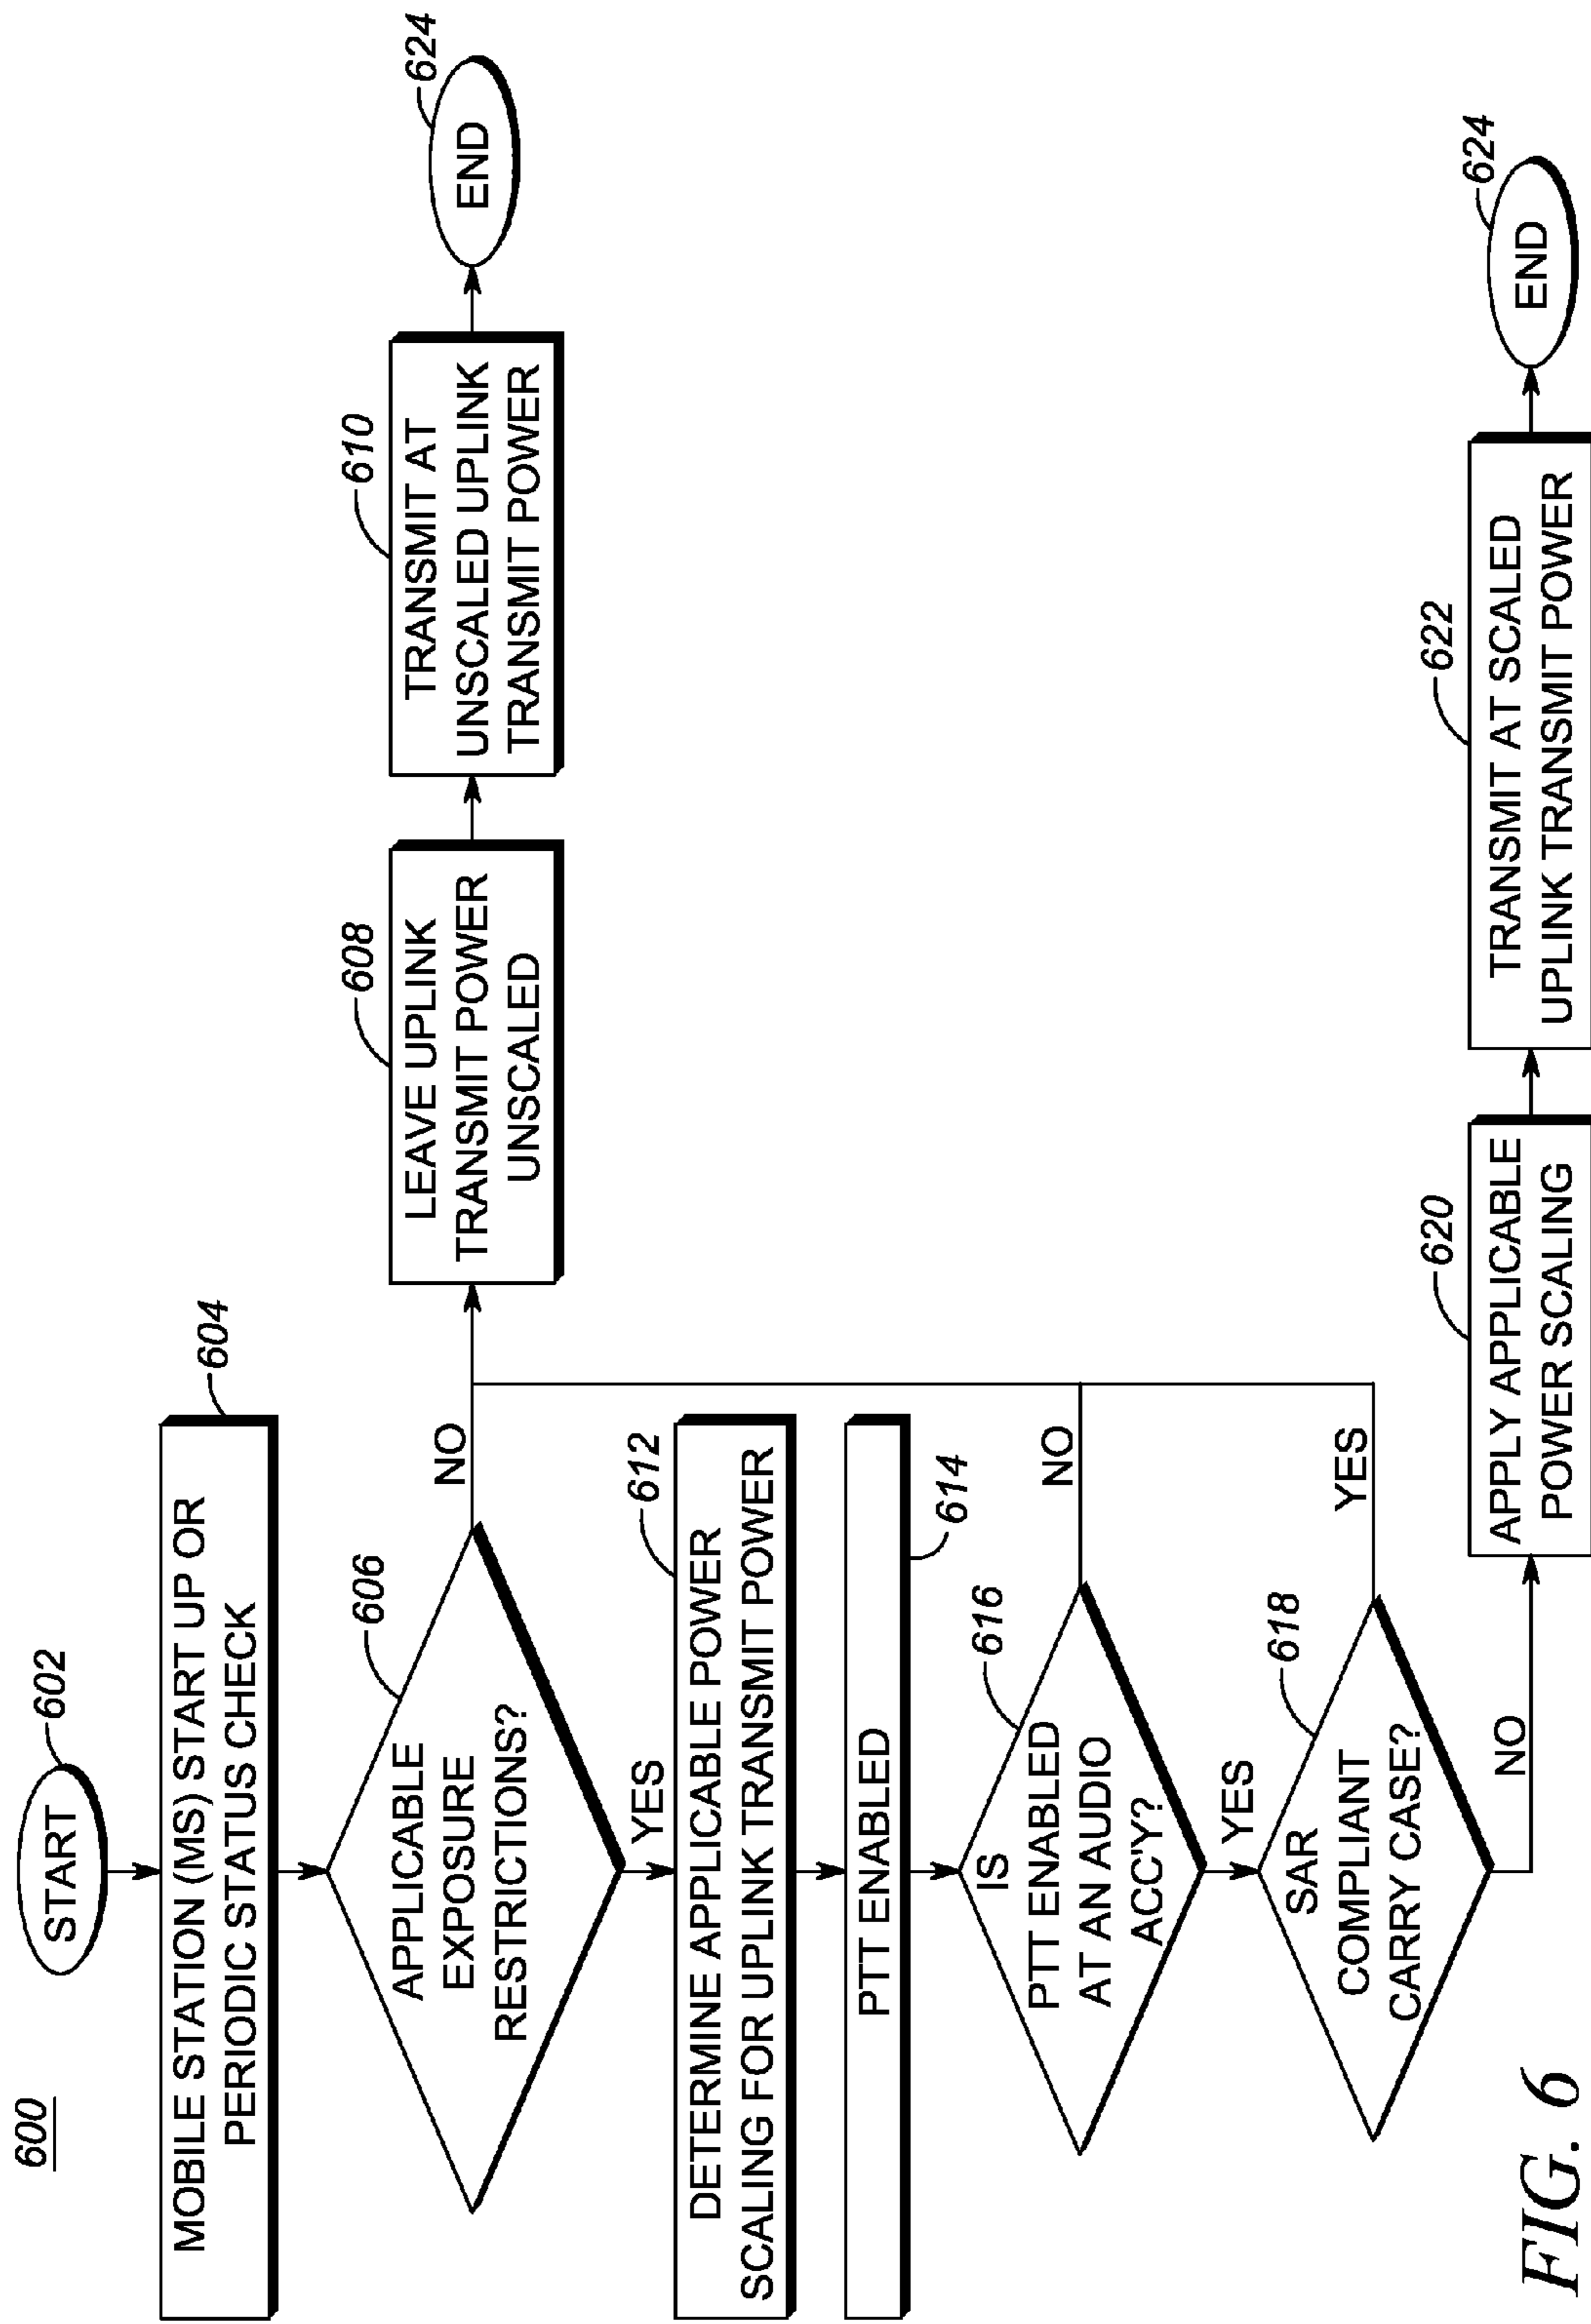 600
START
602
MOBILE STATION (MS) START UP OR
PERIODIC STATUS CHECK
604
APPLICABLE
EXPOSURE
RESTRICTIONS?
606
NO
YES
LEAVE UPLINK
TRANSMIT POWER
UNSCALED
608
TRANSMIT AT
UNSCALED UPLINK
TRANSMIT POWER
610
END
624
DETERMINE APPLICABLE POWER
SCALING FOR UPLINK TRANSMIT POWER
612
PTT ENABLED
614
IS
PTT ENABLED
AT AN AUDIO
ACC'Y?
616
NO
YES
SAR
COMPLIANT
CARRY CASE?
618
YES
NO
APPLY APPLICABLE
POWER SCALING
620
TRANSMIT AT SCALED
UPLINK TRANSMIT POWER
622
END
624
FIG. 6